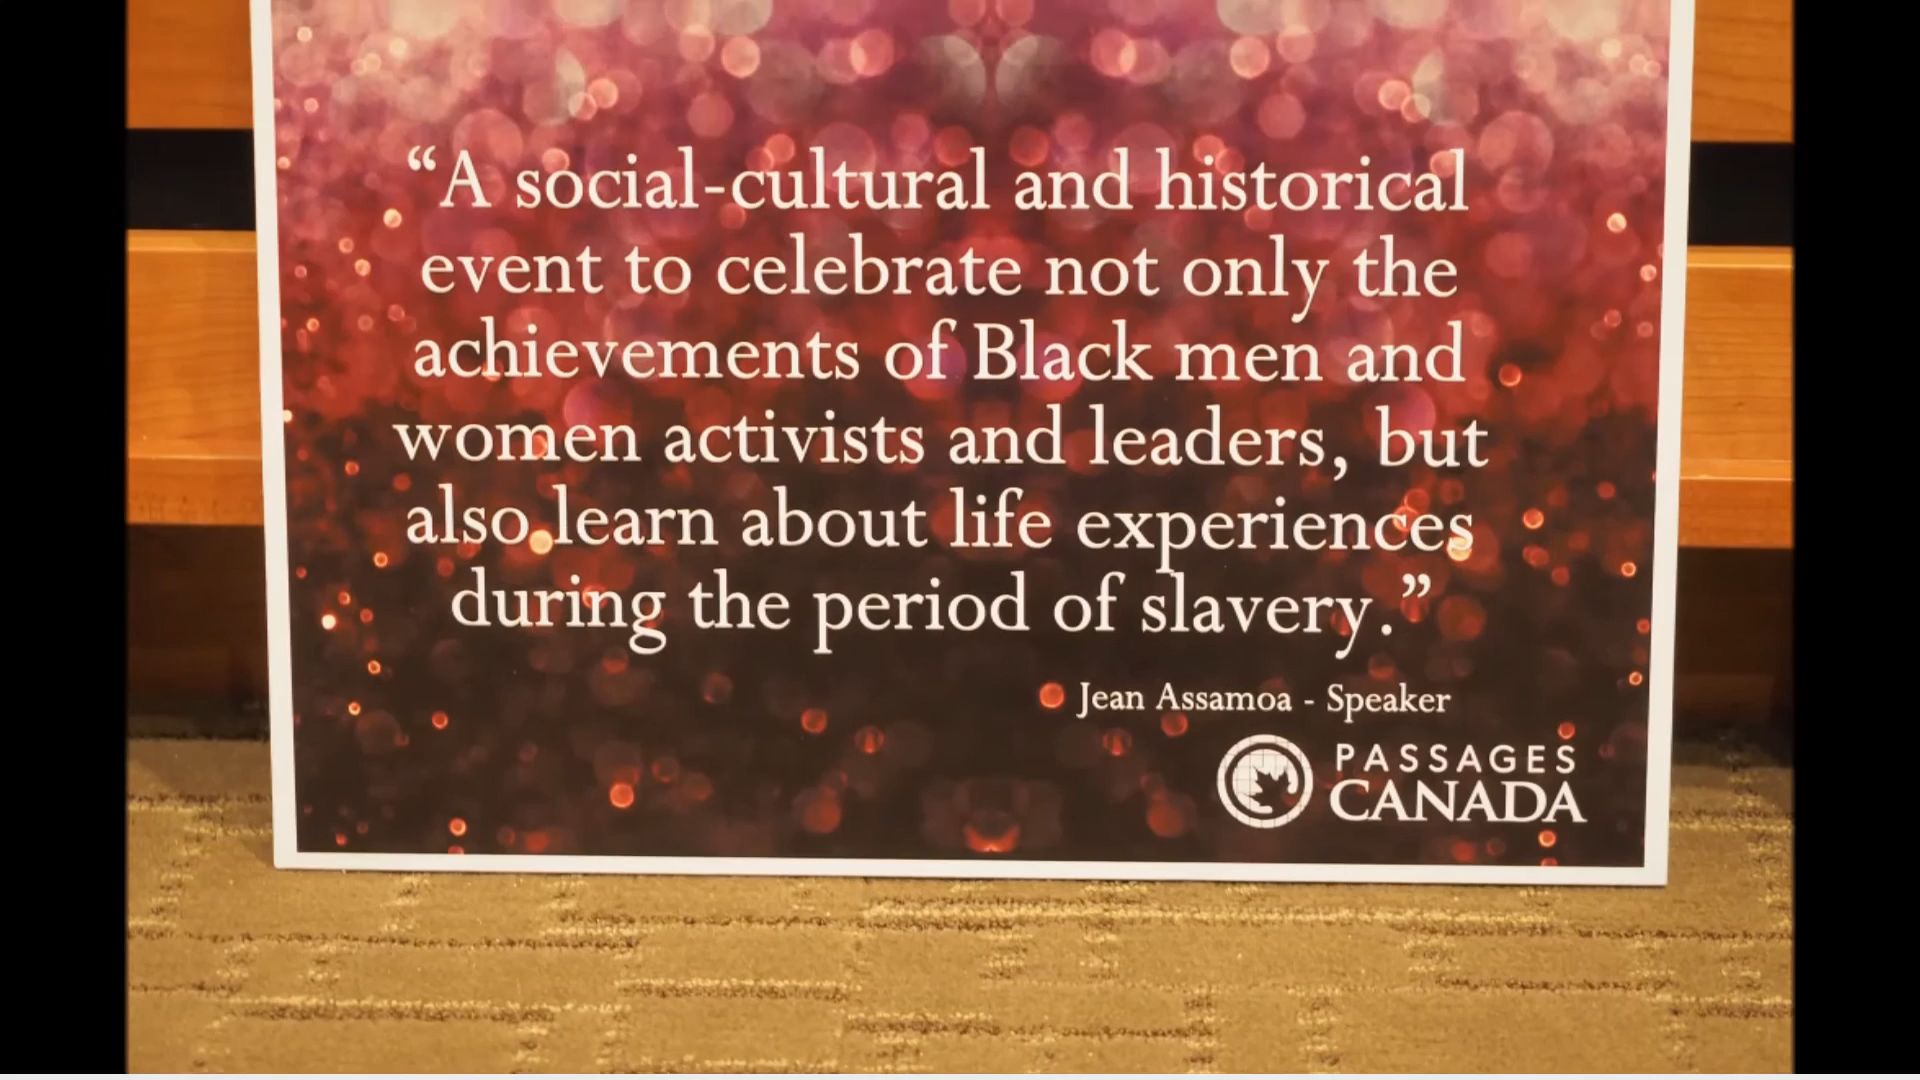 “A social-cultural and historical
event to celebrate not only the
achievements of Black men and
women activists and leaders, but
also learn about life experiences
during the period of slavery.”
Jean Assamoa - Speaker
PASSAGES
CANADA